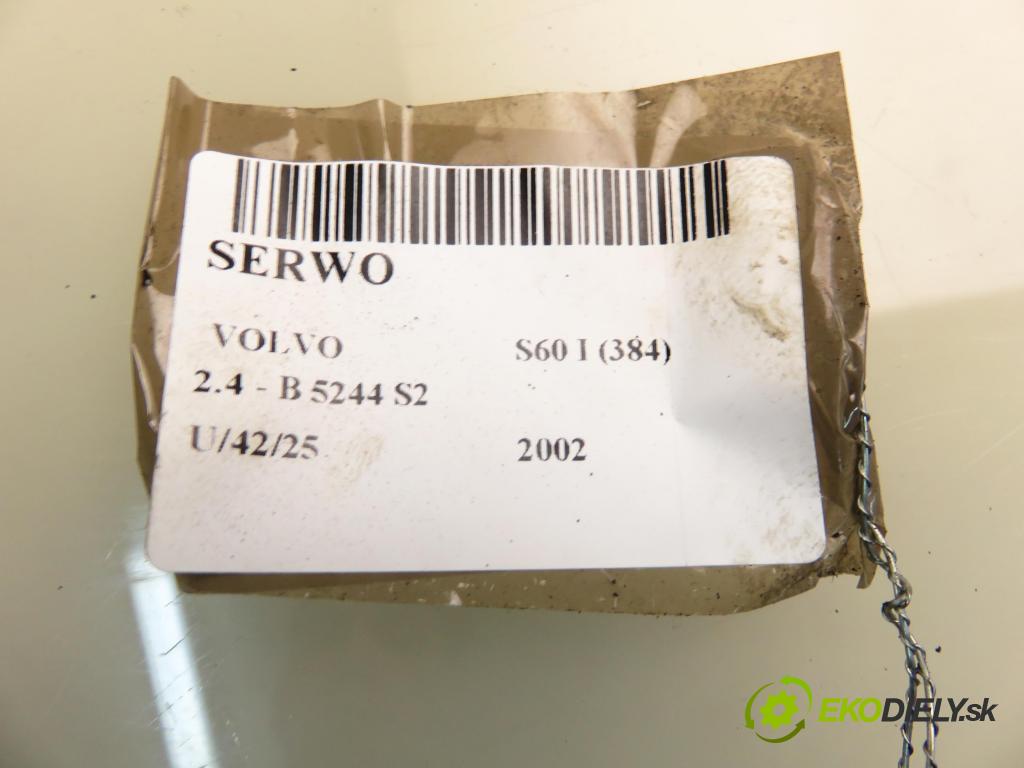 SERWO
VOLVO S60 I (384)
2.4 - B 5244 S2
U/42/25 2002
EKODIELY.sk